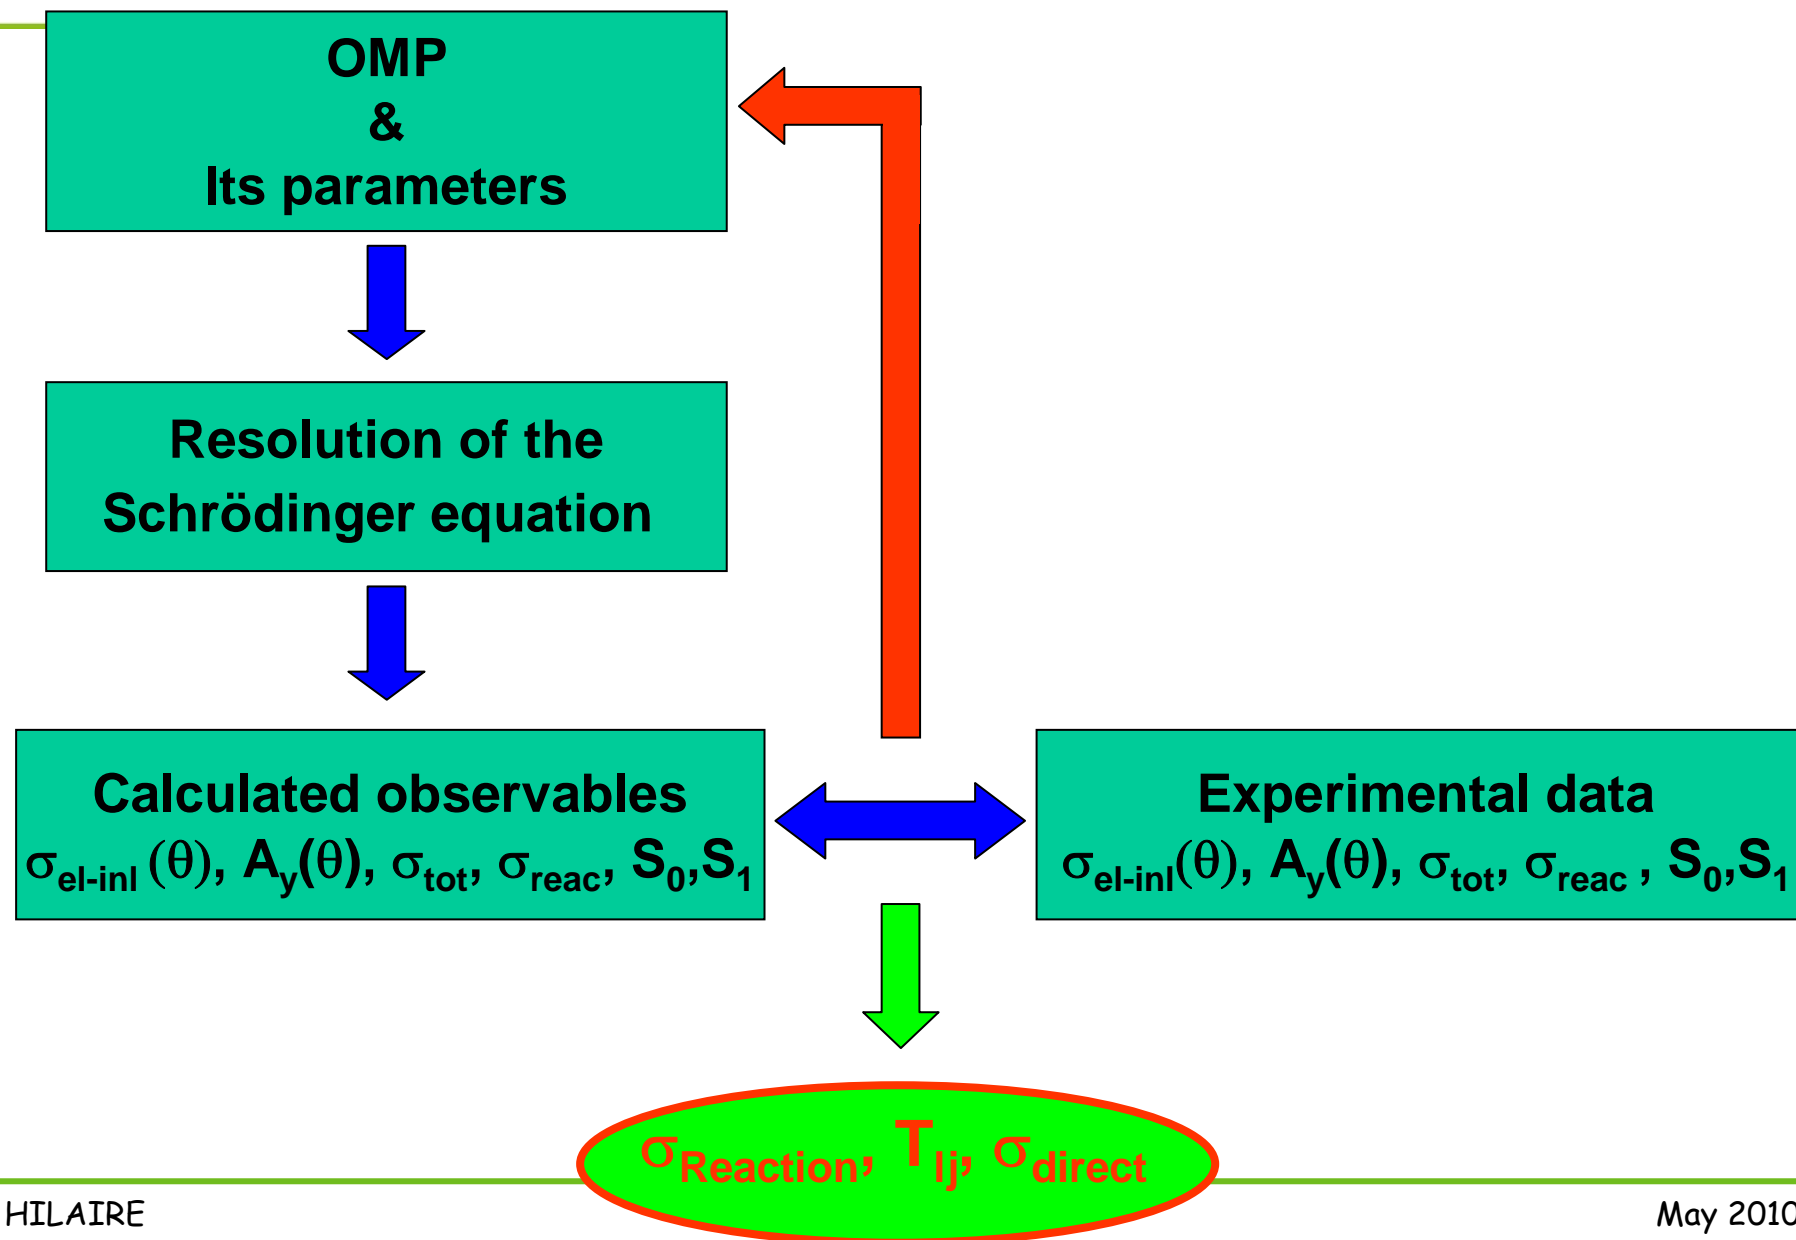 OMP
&
Its parameters
Resolution of the
Schrödinger equation
Calculated observables
σel-inl (θ), Ay(θ), σtot, σreac, S0,S1
Experimental data
σel-inl(θ), Ay(θ), σtot, σreac , S0,S1
σReaction, Tlj, σdirect
HILAIRE
May 2010